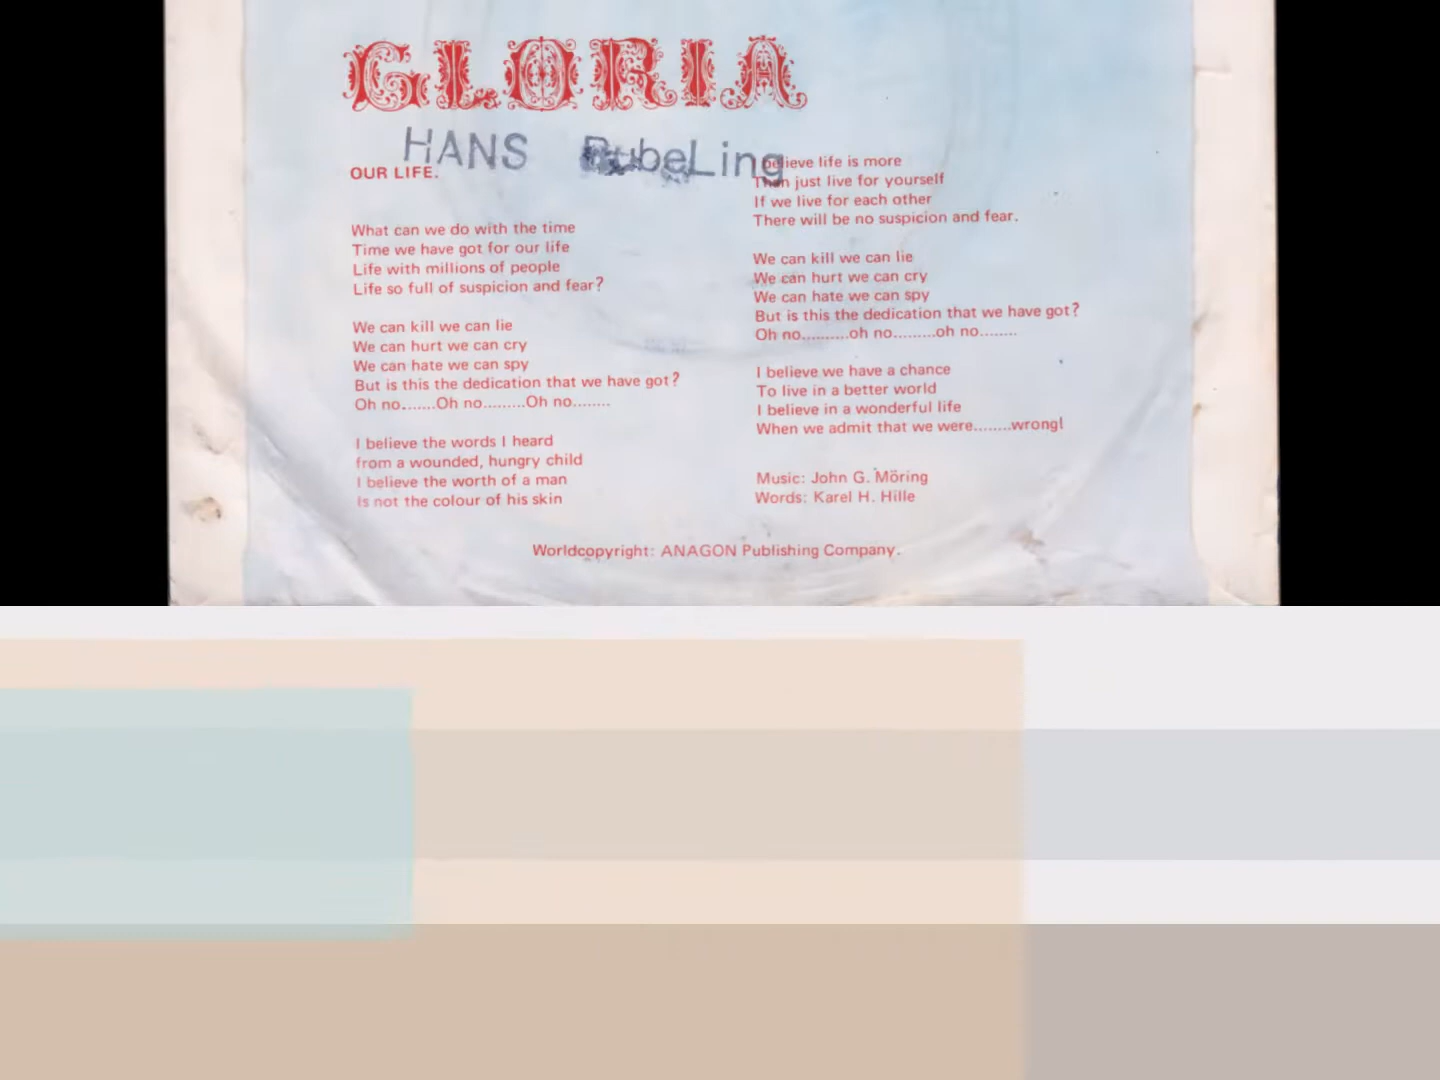 GLORIA
HANS BubeLing
OUR LIFE.
What can we do with the time
Time we have got for our life
Life with millions of people
Life so full of suspicion and fear?
We can kill we can lie
We can hurt we can cry
We can hate we can spy
But is this the dedication that we have got?
Oh no.......Oh no.........Oh no........
I believe the words I heard
from a wounded, hungry child
I believe the worth of a man
Is not the colour of his skin
believe life is more
Than just live for yourself
If we live for each other
There will be no suspicion and fear.
We can kill we can lie
We can hurt we can cry
We can hate we can spy
But is this the dedication that we have got?
Oh no..........oh no.........oh no........
I believe we have a chance
To live in a better world
I believe in a wonderful life
When we admit that we were........wrong!
Music: John G. Möring
Words: Karel H. Hille
Worldcopyright: ANAGON Publishing Company.